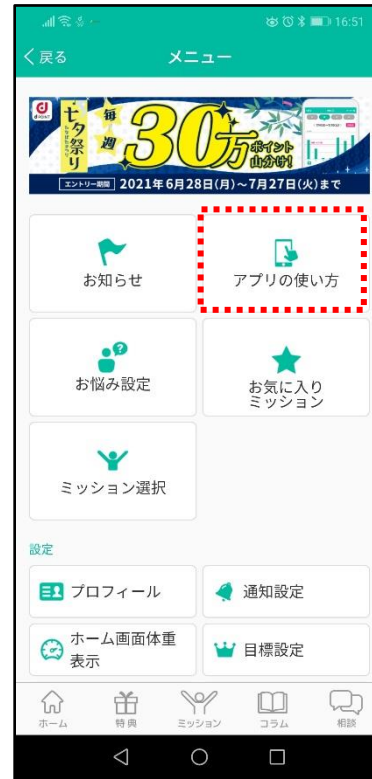 16:51
戻る
メニュー
d POINT
七夕祭り
毎週
30万
ポイント
山分け!
エントリー期間 2021年6月28日(月)~7月27日(火)まで
お知らせ
アプリの使い方
お悩み設定
お気に入り
ミッション
ミッション選択
設定
プロフィール
通知設定
ホーム画面体重
表示
目標設定
ホーム
特典
ミッション
コラム
相談